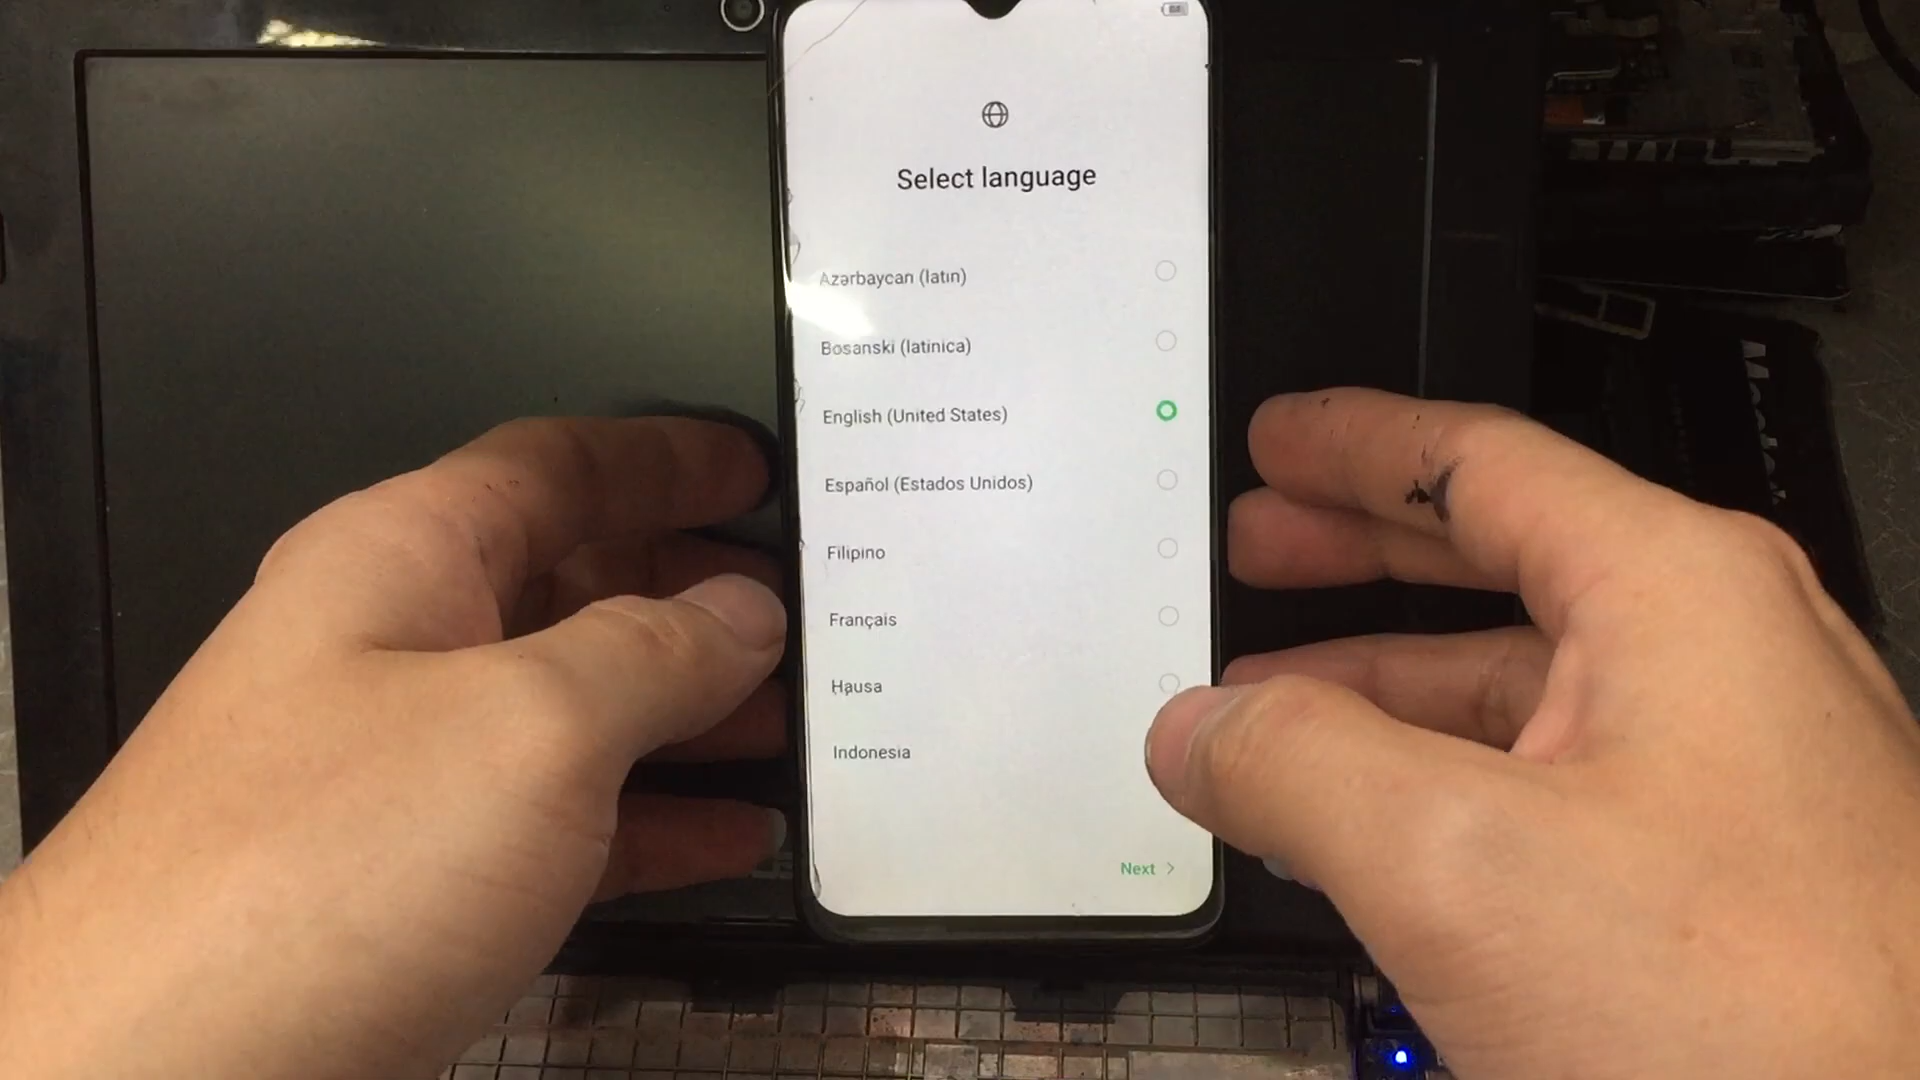 Select language
Azərbaycan (latın)
Bosanski (latinica)
English (United States)
Español (Estados Unidos)
Filipino
Français
Hausa
Indonesia
Next >